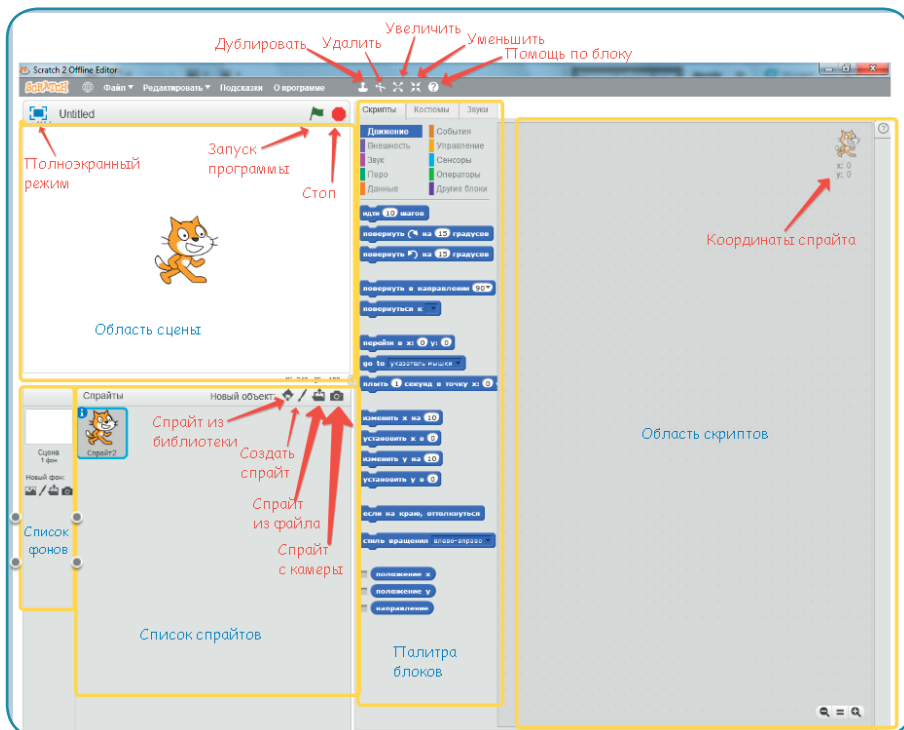 Увеличить
Дублировать Удалить Уменьшить
Помощь по блоку
Scratch 2 Offline Editor
SCRATCH Файл Редактировать Подсказки О программе
Untitled
Полноэкранный
режим
Запуск
программы
Стоп
Область сцены
Скрипты Костюмы Звуки
Движение События
Внешность Управление
Звук Сенсоры
Перо Операторы
Данные Другие блоки
идти 10 шагов
повернуть на 15 градусов
повернуть на 15 градусов
повернуть в направлении 90
повернуться к
перейти в x: 0 y: 0
go to указатель мышки
плыть 1 секунд в точку x: 0
изменить x на 10
установить x в 0
изменить y на 10
установить y в 0
если на краю, оттолкнуться
стиль вращения влево-вправо
положение x
положение y
направление
Палитра
блоков
x: 0
y: 0
Координаты спрайта
Область скриптов
Спрайты Новый объект:
Спрайт2
Спрайт из
библиотеки
Создать
спрайт
Спрайт
из файла
Спрайт
с камеры
Список спрайтов
Сцена
1 фон
Новый фон:
Список
фонов